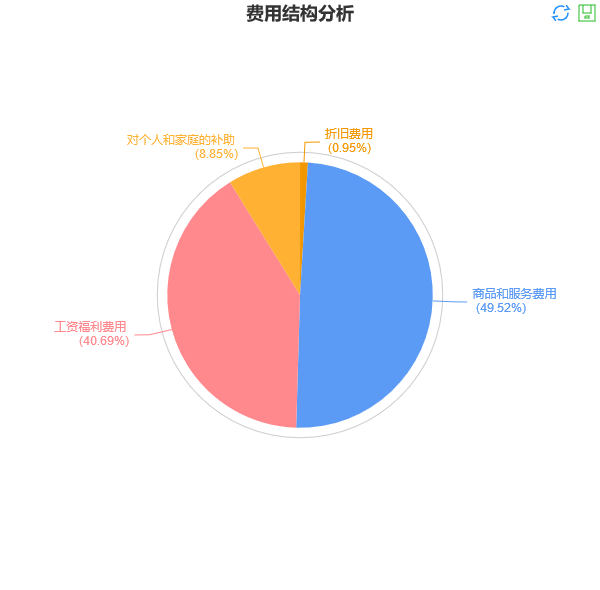 费用结构分析
折旧费用
(0.95%)
对个人和家庭的补助
(8.85%)
商品和服务费用
(49.52%)
工资福利费用
(40.69%)